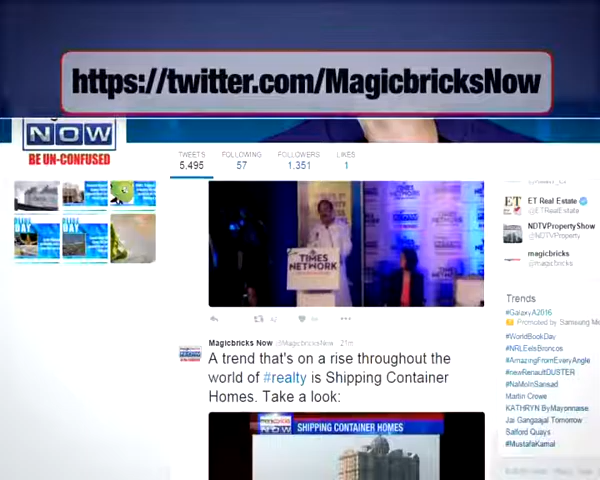 https://twitter.com/MagicbricksNow
NOW
BE UN-CONFUSED
TWEETS
5,495
FOLLOWING
57
FOLLOWERS
1,351
LIKES
1
TIMES
NETWORK
ET Real Estate
@ETRealEstate
NDTVPropertyShow
@NDTVProperty
magicbricks
@magicbricks
Trends
#GalaxyA2016
Promoted by Samsung
#WorldBookDay
#NRLEelsBroncos
#AmazingFromEveryAngle
#newRenaultDUSTER
#NaMoInSansad
Martin Crowe
KATHRYN ByMayonnaise
Jai Gangaajal Tomorrow
Salford Quays
#MustafaKamal
Magicbricks Now @MagicbricksNow 21m
A trend that's on a rise throughout the
world of #realty is Shipping Container
Homes. Take a look:
NOW
SHIPPING CONTAINER HOMES